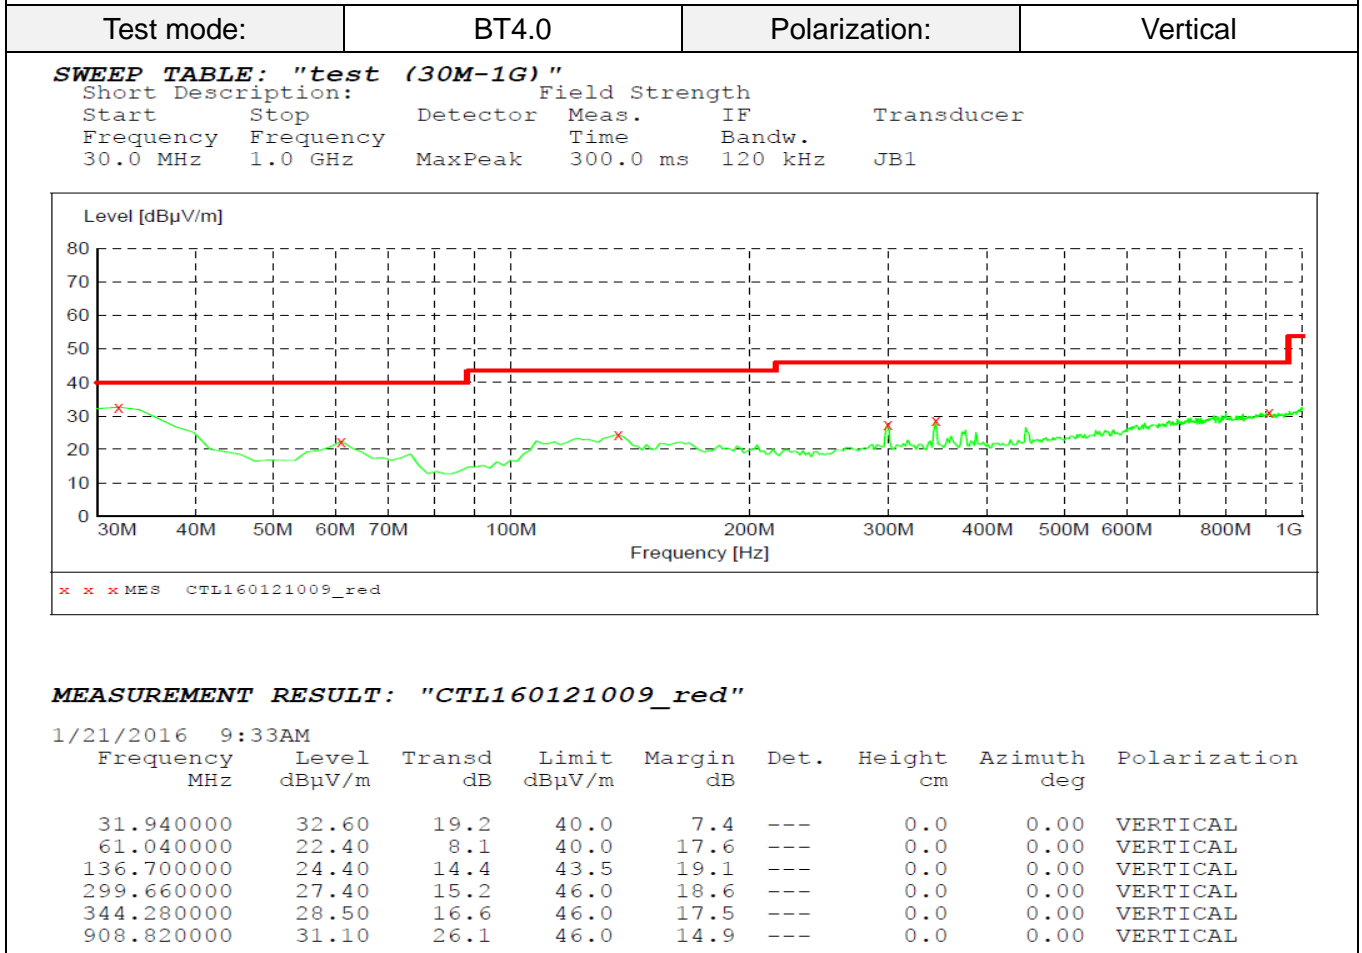 Test mode: BT4.0 Polarization: Vertical
SWEEP TABLE: "test (30M-1G)"
Short Description: Field Strength
Start Stop Detector Meas. IF Transducer
Frequency Frequency Time Bandw.
30.0 MHz 1.0 GHz MaxPeak 300.0 ms 120 kHz JB1
Level [dBµV/m]
80
70
60
50
40
30
20
10
0
30M 40M 50M 60M 70M 100M 200M 300M 400M 500M 600M 800M 1G
Frequency [Hz]
x x x MES CTL160121009_red
MEASUREMENT RESULT: "CTL160121009_red"
1/21/2016 9:33AM
Frequency Level Transd Limit Margin Det. Height Azimuth Polarization
MHz dBµV/m dB dBµV/m dB cm deg
31.940000 32.60 19.2 40.0 7.4 --- 0.0 0.00 VERTICAL
61.040000 22.40 8.1 40.0 17.6 --- 0.0 0.00 VERTICAL
136.700000 24.40 14.4 43.5 19.1 --- 0.0 0.00 VERTICAL
299.660000 27.40 15.2 46.0 18.6 --- 0.0 0.00 VERTICAL
344.280000 28.50 16.6 46.0 17.5 --- 0.0 0.00 VERTICAL
908.820000 31.10 26.1 46.0 14.9 --- 0.0 0.00 VERTICAL